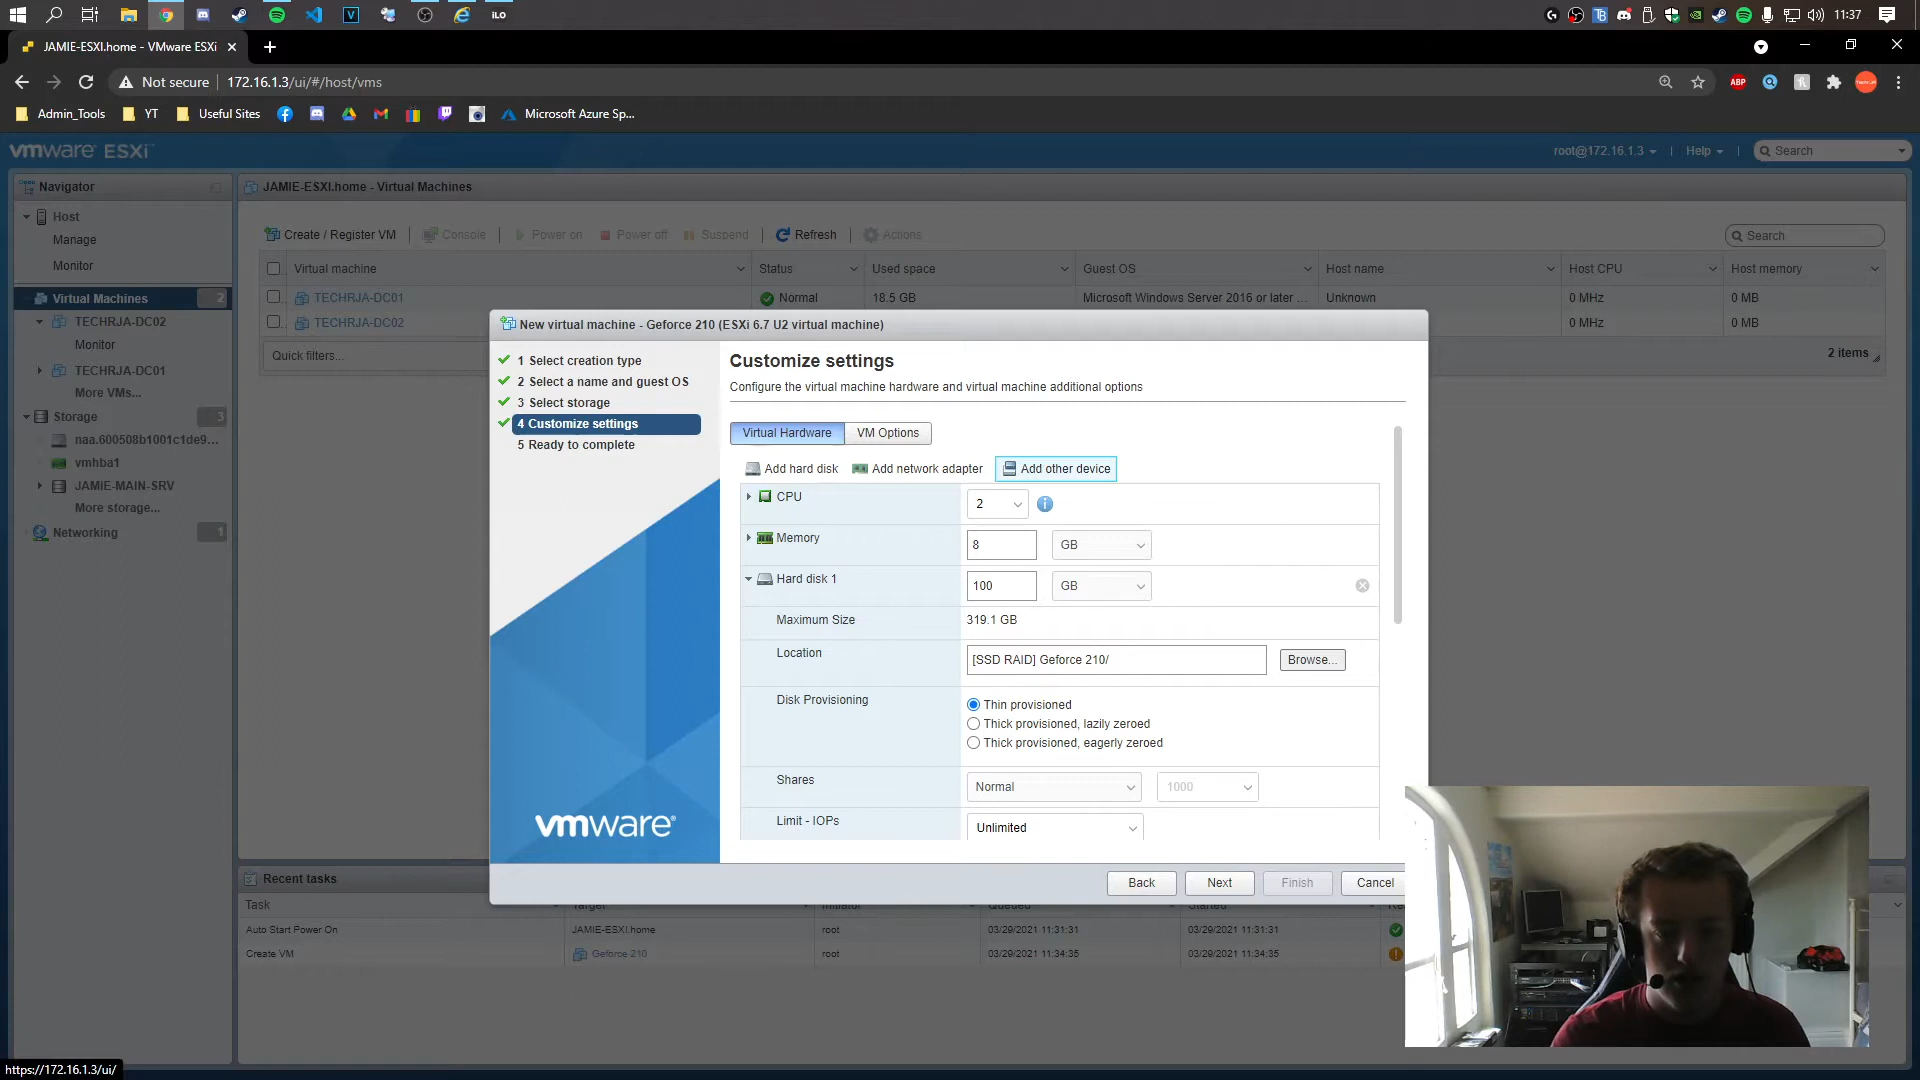 iLO
11:37
JAMIE-ESXI.home - VMware ESXi
Not secure
172.16.1.3/ui/#/host/vms
ABP
Admin_Tools
YT
Useful Sites
Microsoft Azure Sp...
vmware ESXi
root@172.16.1.3
Help
Search
Navigator
JAMIE-ESXI.home - Virtual Machines
Host
Manage
Monitor
Virtual Machines 2
TECHRJA-DC02
Monitor
TECHRJA-DC01
More VMs...
Storage 3
naa.600508b1001c1de9...
vmhba1
JAMIE-MAIN-SRV
More storage...
Networking 1
Create / Register VM
Console
Power on
Power off
Suspend
Refresh
Actions
Search
Virtual machine
Status
Used space
Guest OS
Host name
Host CPU
Host memory
TECHRJA-DC01
Normal
18.5 GB
Microsoft Windows Server 2016 or later ...
Unknown
0 MHz
0 MB
TECHRJA-DC02
0 MHz
0 MB
Quick filters...
2 items
New virtual machine - Geforce 210 (ESXi 6.7 U2 virtual machine)
1 Select creation type
2 Select a name and guest OS
3 Select storage
4 Customize settings
5 Ready to complete
vmware
Customize settings
Configure the virtual machine hardware and virtual machine additional options
Virtual Hardware
VM Options
Add hard disk
Add network adapter
Add other device
CPU
2
Memory
8
GB
Hard disk 1
100
GB
Maximum Size
319.1 GB
Location
[SSD RAID] Geforce 210/
Browse...
Disk Provisioning
Thin provisioned
Thick provisioned, lazily zeroed
Thick provisioned, eagerly zeroed
Shares
Normal
1000
Limit - IOPs
Unlimited
Back
Next
Finish
Cancel
Recent tasks
Task
Target
Initiator
Queued
Started
Auto Start Power On
JAMIE-ESXI.home
root
03/29/2021 11:31:31
03/29/2021 11:31:31
Create VM
Geforce 210
root
03/29/2021 11:34:35
03/29/2021 11:34:35
https://172.16.1.3/ui/